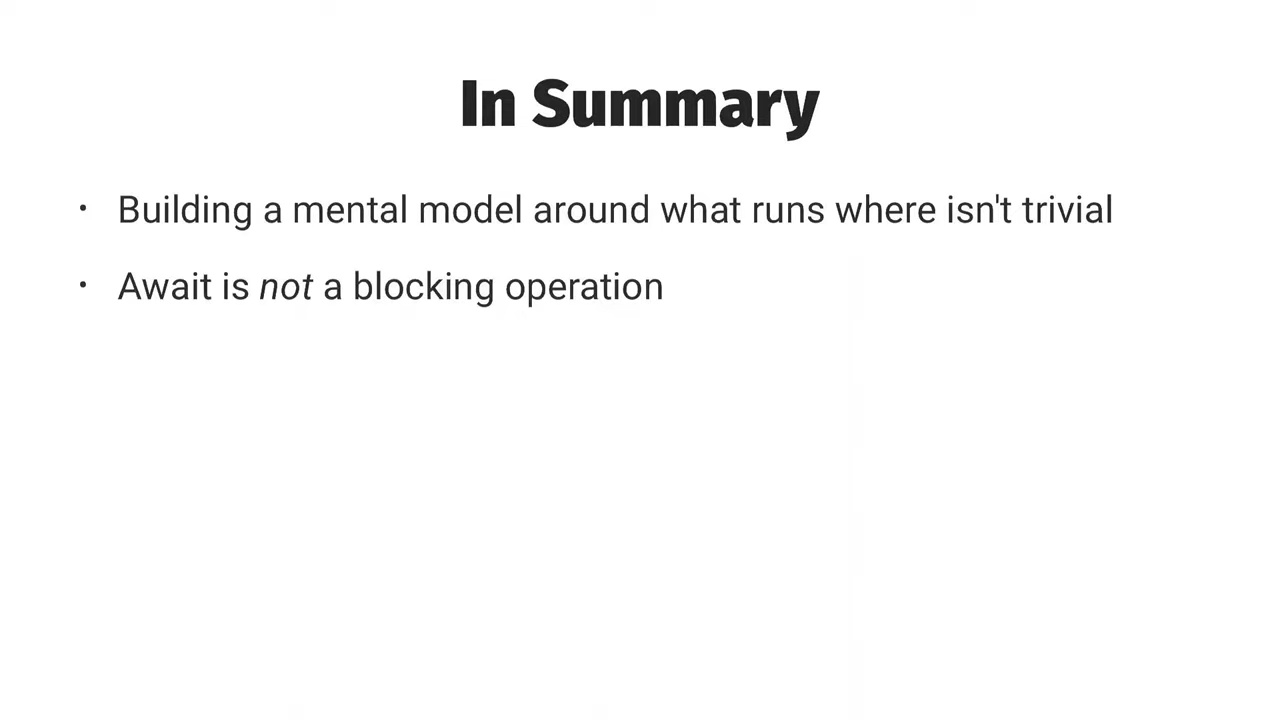 In Summary
• Building a mental model around what runs where isn't trivial
• Await is not a blocking operation